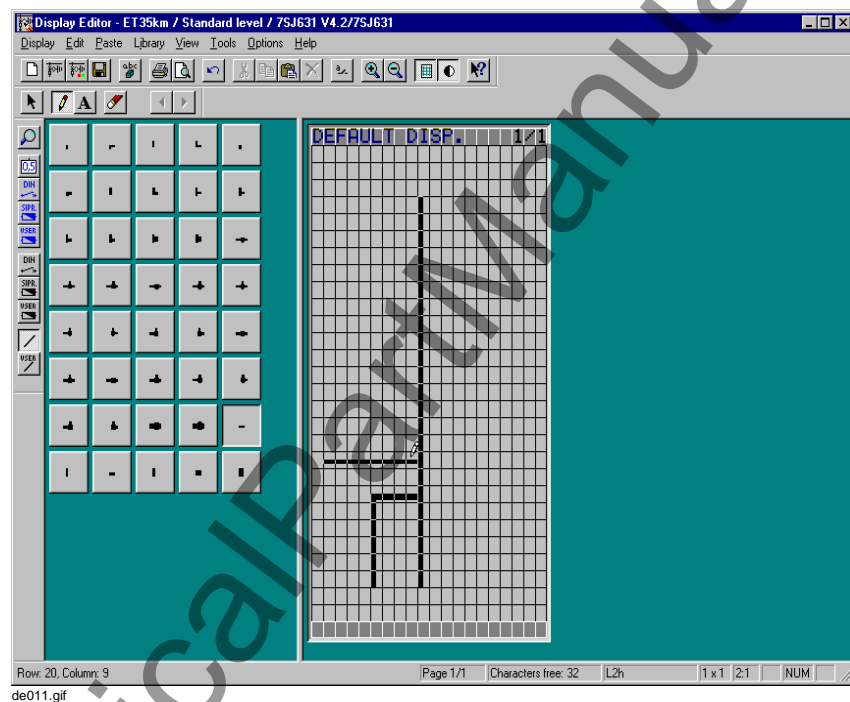 Display Editor - ET35km / Standard level / 7SJ631 V4.2/7SJ631
Display Edit Paste Library View Tools Options Help
abc
A
0,5
DIN
SIPR.
USER
DIN
SIPR.
USER
USER
DEFAULT DISP. 1/1
Row: 20, Column: 9 Page 1/1 Characters free: 32 L2h 1 x 1 2:1 NUM
de011.gif
icalPartManua